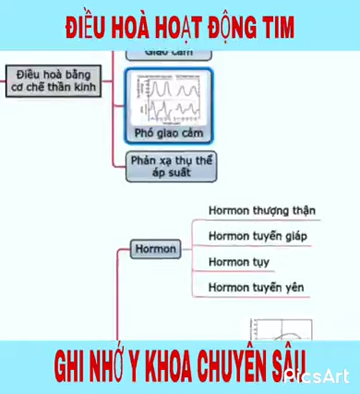 ĐIỀU HOÀ HOẠT ĐỘNG TIM
Giao cảm
Điều hoà bằng
cơ chế thần kinh
Phó giao cảm
Phản xạ thụ thể
áp suất
Hormon thượng thận
Hormon tuyến giáp
Hormon
Hormon tụy
Hormon tuyến yên
GHI NHỚ Y KHOA CHUYÊN SÂU
PicsArt